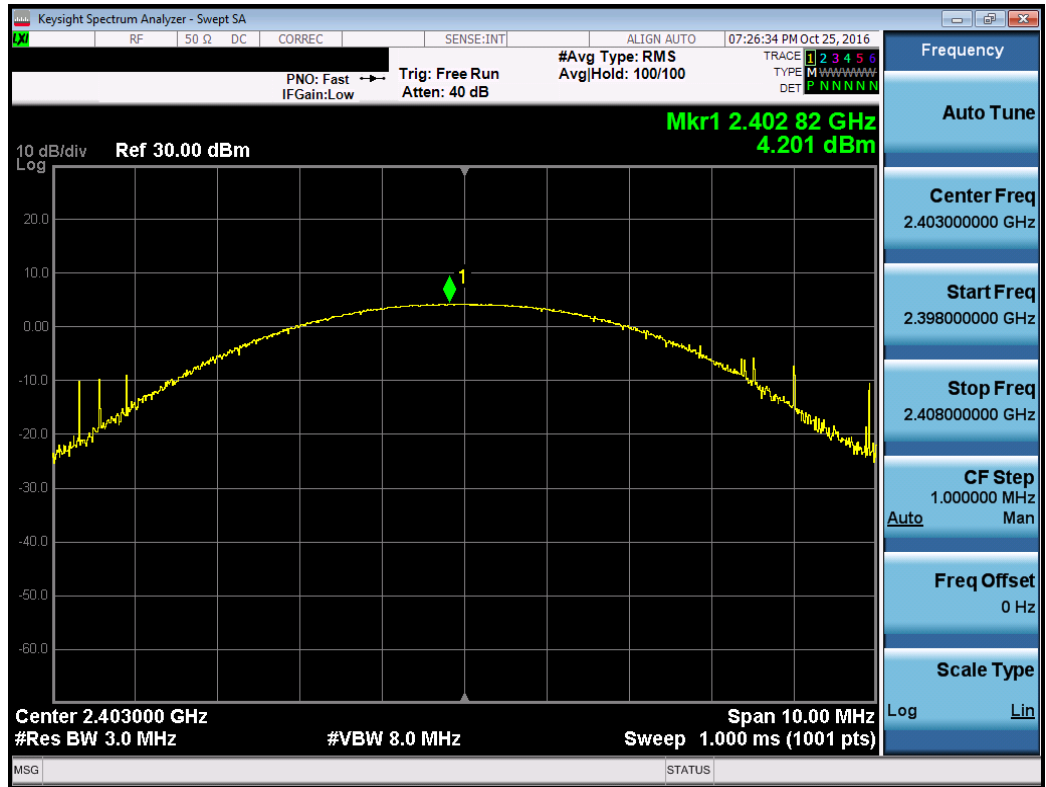 Keysight Spectrum Analyzer - Swept SA
LXI RF 50 Ω DC CORREC SENSE:INT ALIGN AUTO 07:26:34 PM Oct 25, 2016
PNO: Fast Trig: Free Run #Avg Type: RMS TRACE 1 2 3 4 5 6
IFGain:Low Atten: 40 dB Avg|Hold: 100/100 TYPE M WWWWW
DET P N N N N N
Mkr1 2.402 82 GHz
4.201 dBm
10 dB/div Ref 30.00 dBm
Log
20.0
10.0
1
0.00
-10.0
-20.0
-30.0
-40.0
-50.0
-60.0
Center 2.403000 GHz Span 10.00 MHz
#Res BW 3.0 MHz #VBW 8.0 MHz Sweep 1.000 ms (1001 pts)
MSG STATUS
Frequency
Auto Tune
Center Freq
2.403000000 GHz
Start Freq
2.398000000 GHz
Stop Freq
2.408000000 GHz
CF Step
1.000000 MHz
Auto Man
Freq Offset
0 Hz
Scale Type
Log Lin